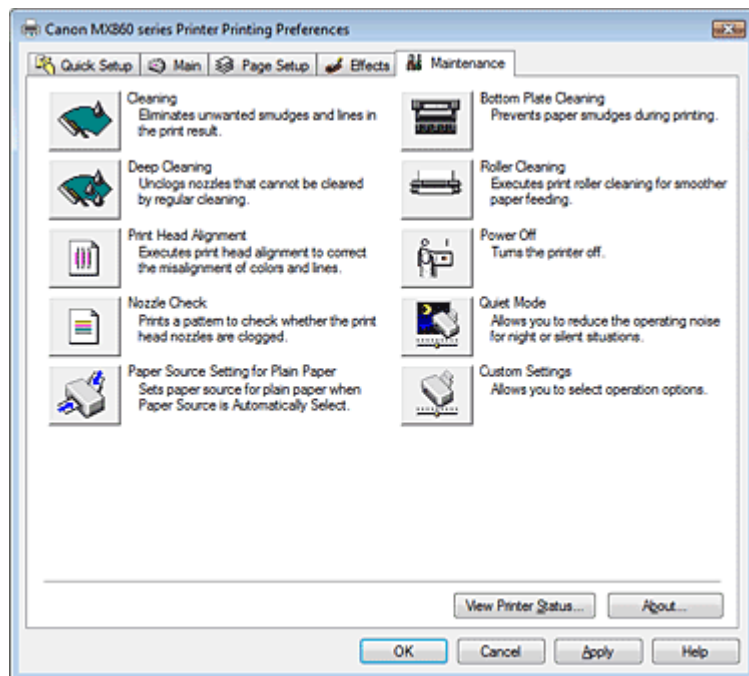 Canon MX860 series Printer Printing Preferences
Quick Setup
Main
Page Setup
Effects
Maintenance
Cleaning
Eliminates unwanted smudges and lines in
the print result.
Deep Cleaning
Unclogs nozzles that cannot be cleared
by regular cleaning.
Print Head Alignment
Executes print head alignment to correct
the misalignment of colors and lines.
Nozzle Check
Prints a pattern to check whether the print
head nozzles are clogged.
Paper Source Setting for Plain Paper
Sets paper source for plain paper when
Paper Source is Automatically Select.
Bottom Plate Cleaning
Prevents paper smudges during printing.
Roller Cleaning
Executes print roller cleaning for smoother
paper feeding.
Power Off
Turns the printer off.
Quiet Mode
Allows you to reduce the operating noise
for night or silent situations.
Custom Settings
Allows you to select operation options.
View Printer Status...
About...
OK
Cancel
Apply
Help